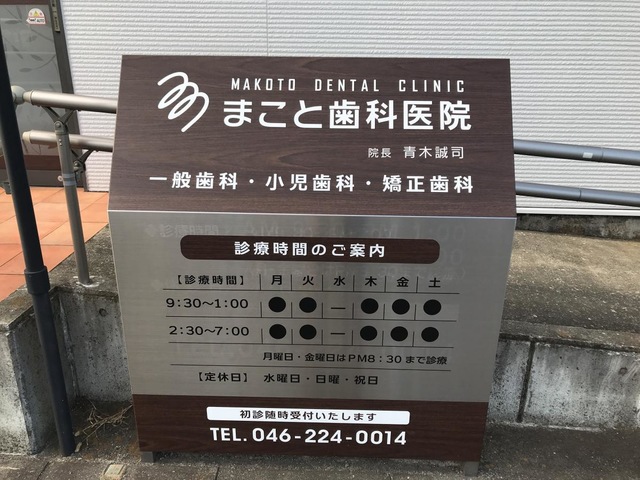 MAKOTO DENTAL CLINIC
まこと歯科医院
院長 青木誠司
一般歯科・小児歯科・矯正歯科
診療時間のご案内
【診療時間】 月 火 水 木 金 土
9:30〜1:00 ● ● — ● ● ●
2:30〜7:00 ● ● — ● ● ●
月曜日・金曜日はPM8:30まで診療
【定休日】 水曜日・日曜・祝日
初診随時受付いたします
TEL. 046-224-0014